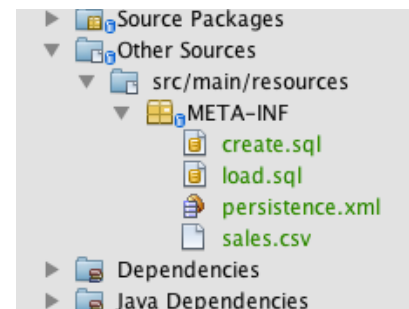 Source Packages
Other Sources
src/main/resources
META-INF
create.sql
load.sql
persistence.xml
sales.csv
Dependencies
Java Dependencies